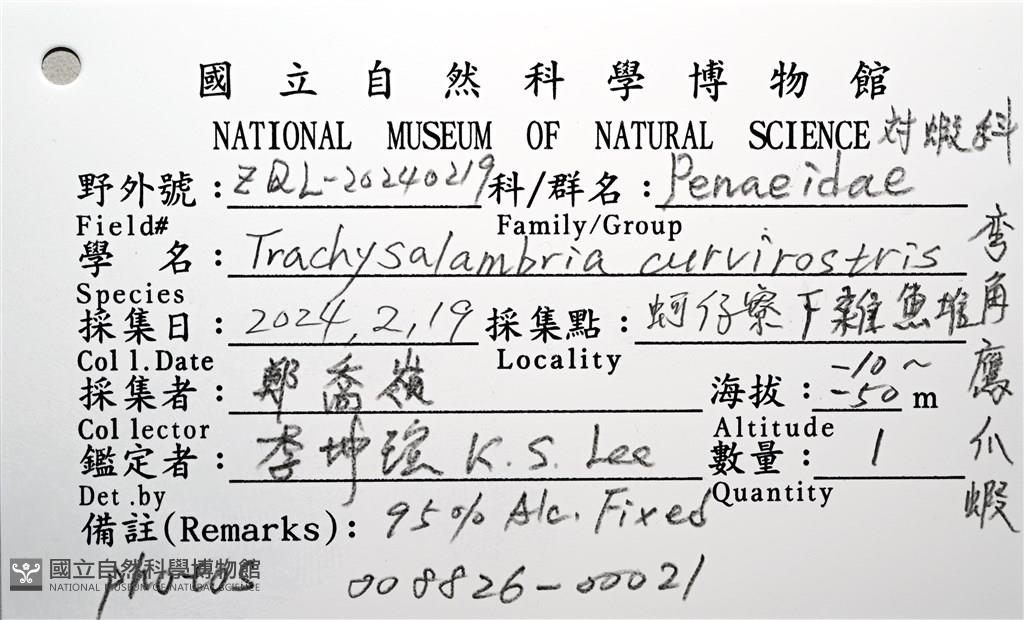 國立自然科學博物館
NATIONAL MUSEUM OF NATURAL SCIENCE 対蝦科
野外號：ZQL-20240219 科/群名：Penaeidae
Field# Family/Group
學 名：Trachysalambria curvirostris
Species
採集日：2024,2,19 採集點：蚵仔寮下雜魚堆
Coll.Date Locality
採集者：鄭喬嶺 海拔：-10~-50 m
Collector Altitude
鑑定者：李坤瑄 K. S. Lee 數量：1
Det.by Quantity
備註(Remarks)：95% Alc. Fixed
photos 008826-00021
弯角鷹爪蝦
國立自然科學博物館
NATIONAL MUSEUM OF NATURAL SCIENCE